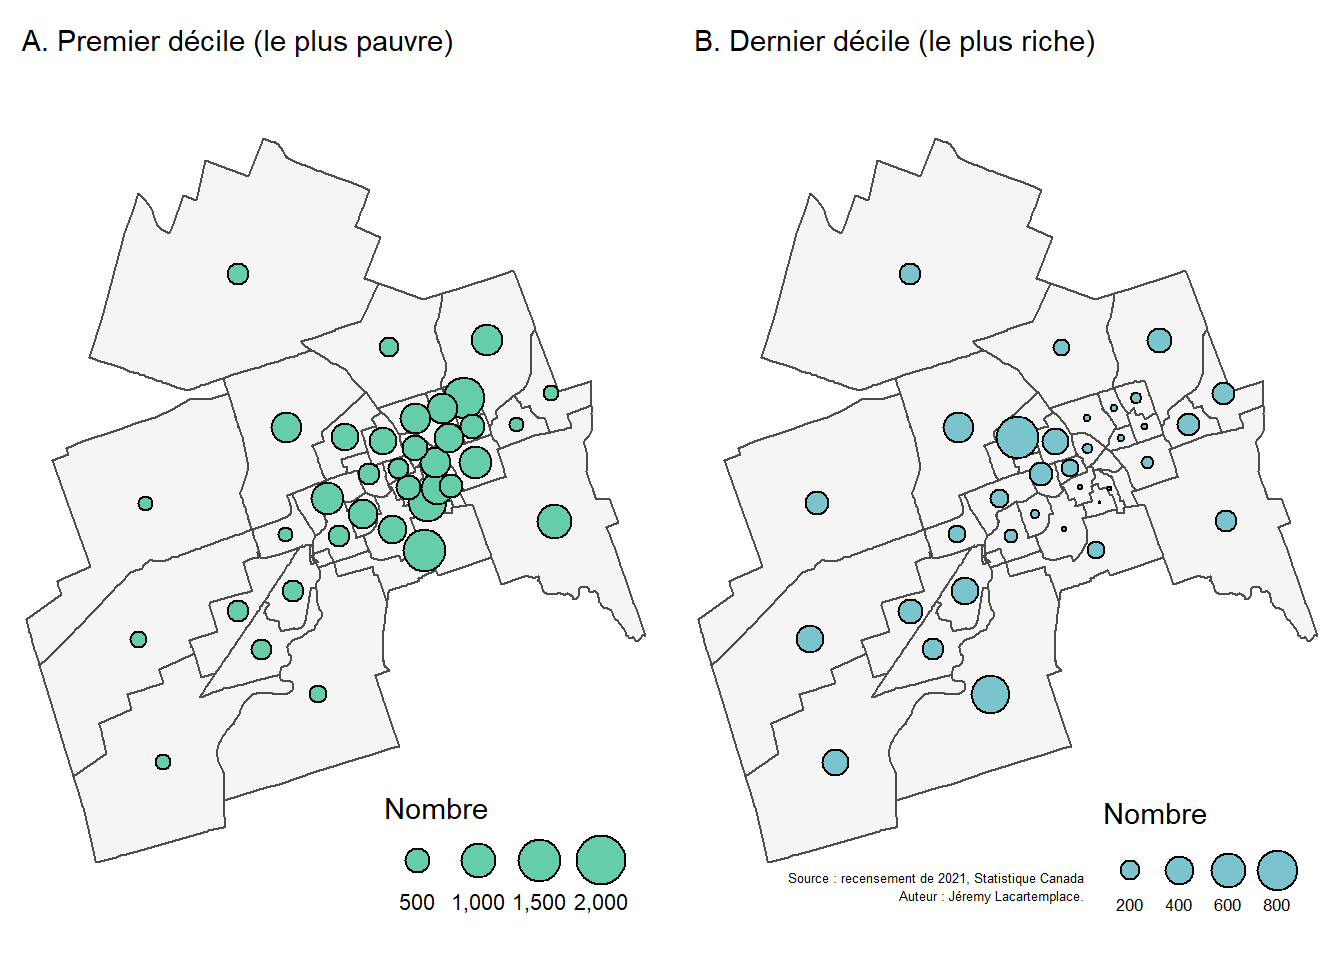 A. Premier décile (le plus pauvre)
B. Dernier décile (le plus riche)
Nombre
500 1,000 1,500 2,000
Nombre
200 400 600 800
Source : recensement de 2021, Statistique Canada
Auteur : Jéremy Lacartemplace.